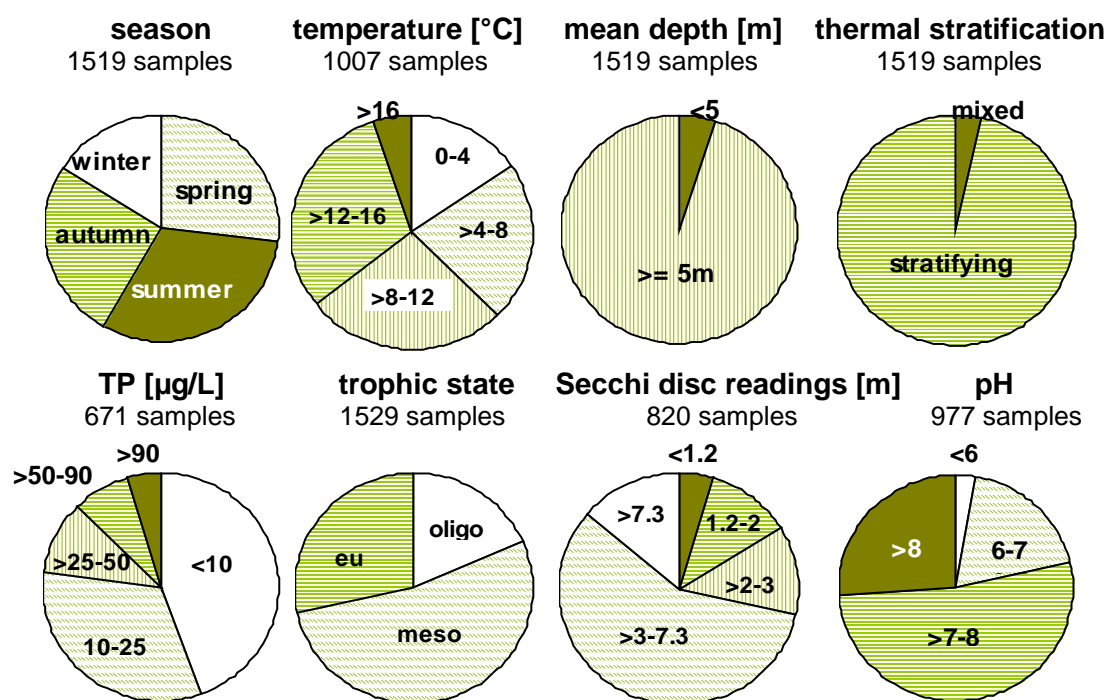 season
1519 samples
winter
spring
autumn
summer
temperature [°C]
1007 samples
>16
0-4
>12-16
>4-8
>8-12
mean depth [m]
1519 samples
<5
>= 5m
thermal stratification
1519 samples
mixed
stratifying
TP [µg/L]
671 samples
>90
>50-90
>25-50
<10
10-25
trophic state
1529 samples
oligo
eu
meso
Secchi disc readings [m]
820 samples
<1.2
>7.3
1.2-2
>2-3
>3-7.3
pH
977 samples
<6
>8
6-7
>7-8